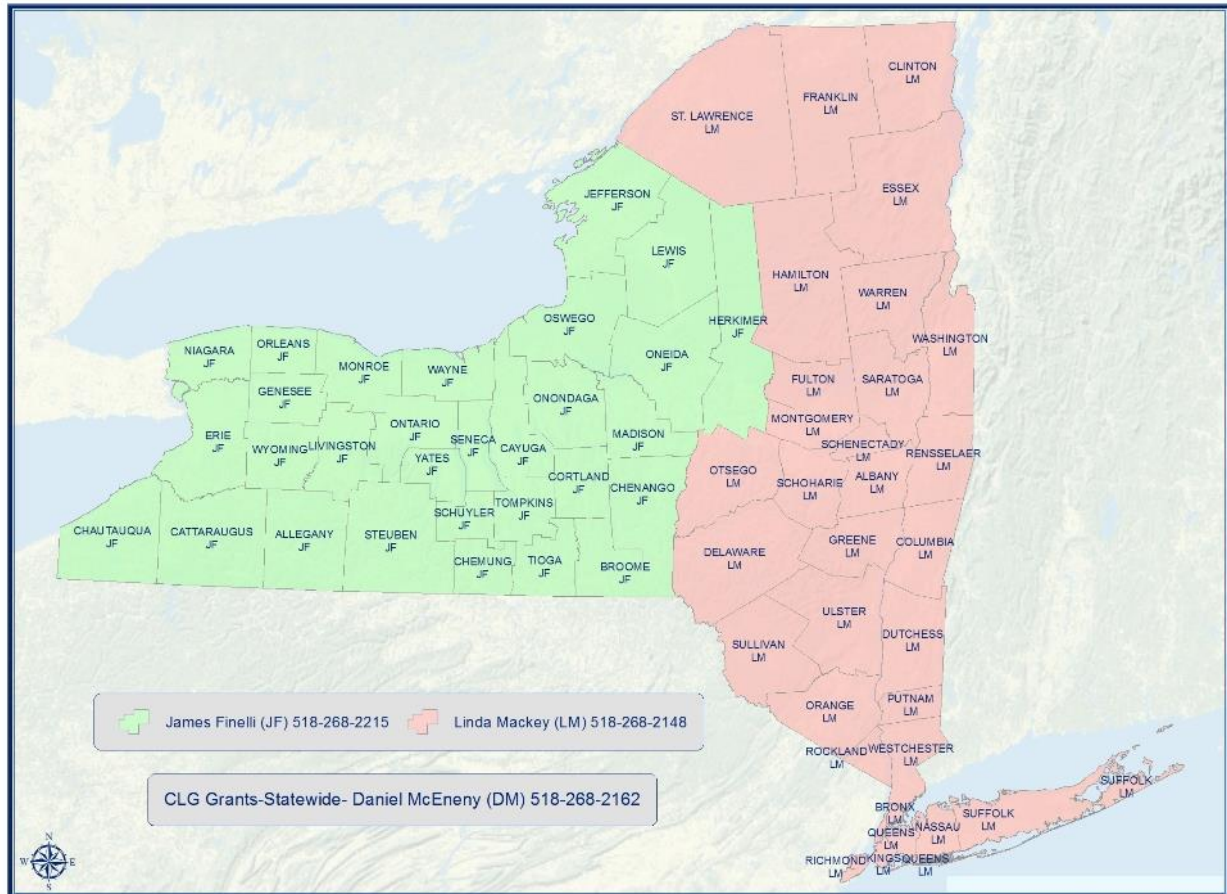 CLINTON
LM
FRANKLIN
LM
ST. LAWRENCE
LM
ESSEX
LM
JEFFERSON
JF
LEWIS
JF
HAMILTON
LM
WARREN
LM
WASHINGTON
LM
OSWEGO
JF
HERKIMER
JF
ONEIDA
JF
NIAGARA
JF
ORLEANS
JF
MONROE
JF
WAYNE
JF
GENESEE
JF
FULTON
LM
SARATOGA
LM
ONONDAGA
JF
MONTGOMERY
LM
ERIE
JF
WYOMING
JF
LIVINGSTON
JF
ONTARIO
JF
SENECA
JF
YATES
JF
CAYUGA
JF
MADISON
JF
SCHENECTADY
LM
RENSSELAER
LM
OTSEGO
LM
SCHOHARIE
LM
ALBANY
LM
CORTLAND
JF
CHENANGO
JF
TOMPKINS
JF
SCHUYLER
JF
CHAUTAUQUA
JF
CATTARAUGUS
JF
ALLEGANY
JF
STEUBEN
JF
CHEMUNG
JF
TIOGA
JF
BROOME
JF
DELAWARE
LM
GREENE
LM
COLUMBIA
LM
ULSTER
LM
DUTCHESS
LM
SULLIVAN
LM
ORANGE
LM
PUTNAM
LM
ROCKLAND
LM
WESTCHESTER
LM
SUFFOLK
LM
BRONX
LM
QUEENS
LM
NASSAU
LM
SUFFOLK
LM
RICHMOND
LM
KINGS
LM
QUEENS
LM
James Finelli (JF) 518-268-2215
Linda Mackey (LM) 518-268-2148
CLG Grants-Statewide- Daniel McEneny (DM) 518-268-2162
N
W
E
S